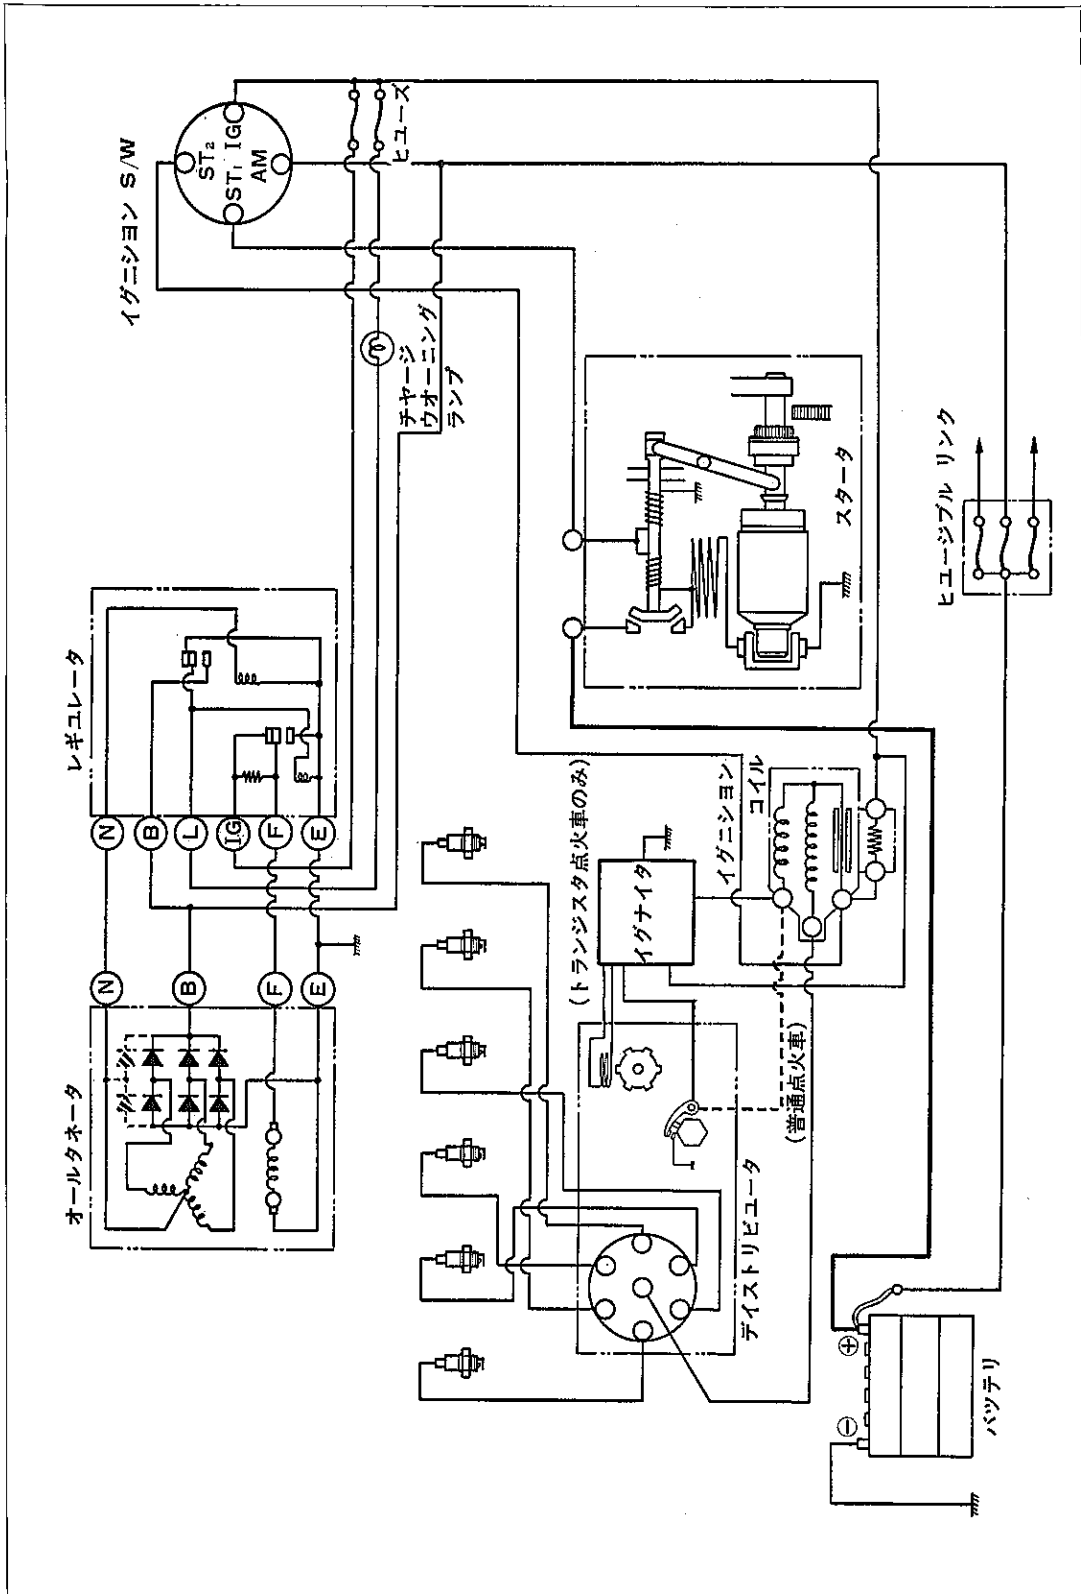 オールタネータ
N
B
F
E
レギュレータ
N
B
L
IG
F
E
イグニション S/W
ST₂
ST₁ IG
AM
ヒューズ
チャージ
ウオーニング
ランプ
(トランジスタ点火車のみ)
イグナイタ
イグニション
コイル
(普通点火車)
デイストリビュータ
スタータ
ヒュージブル リンク
⊖
⊕
バッテリ